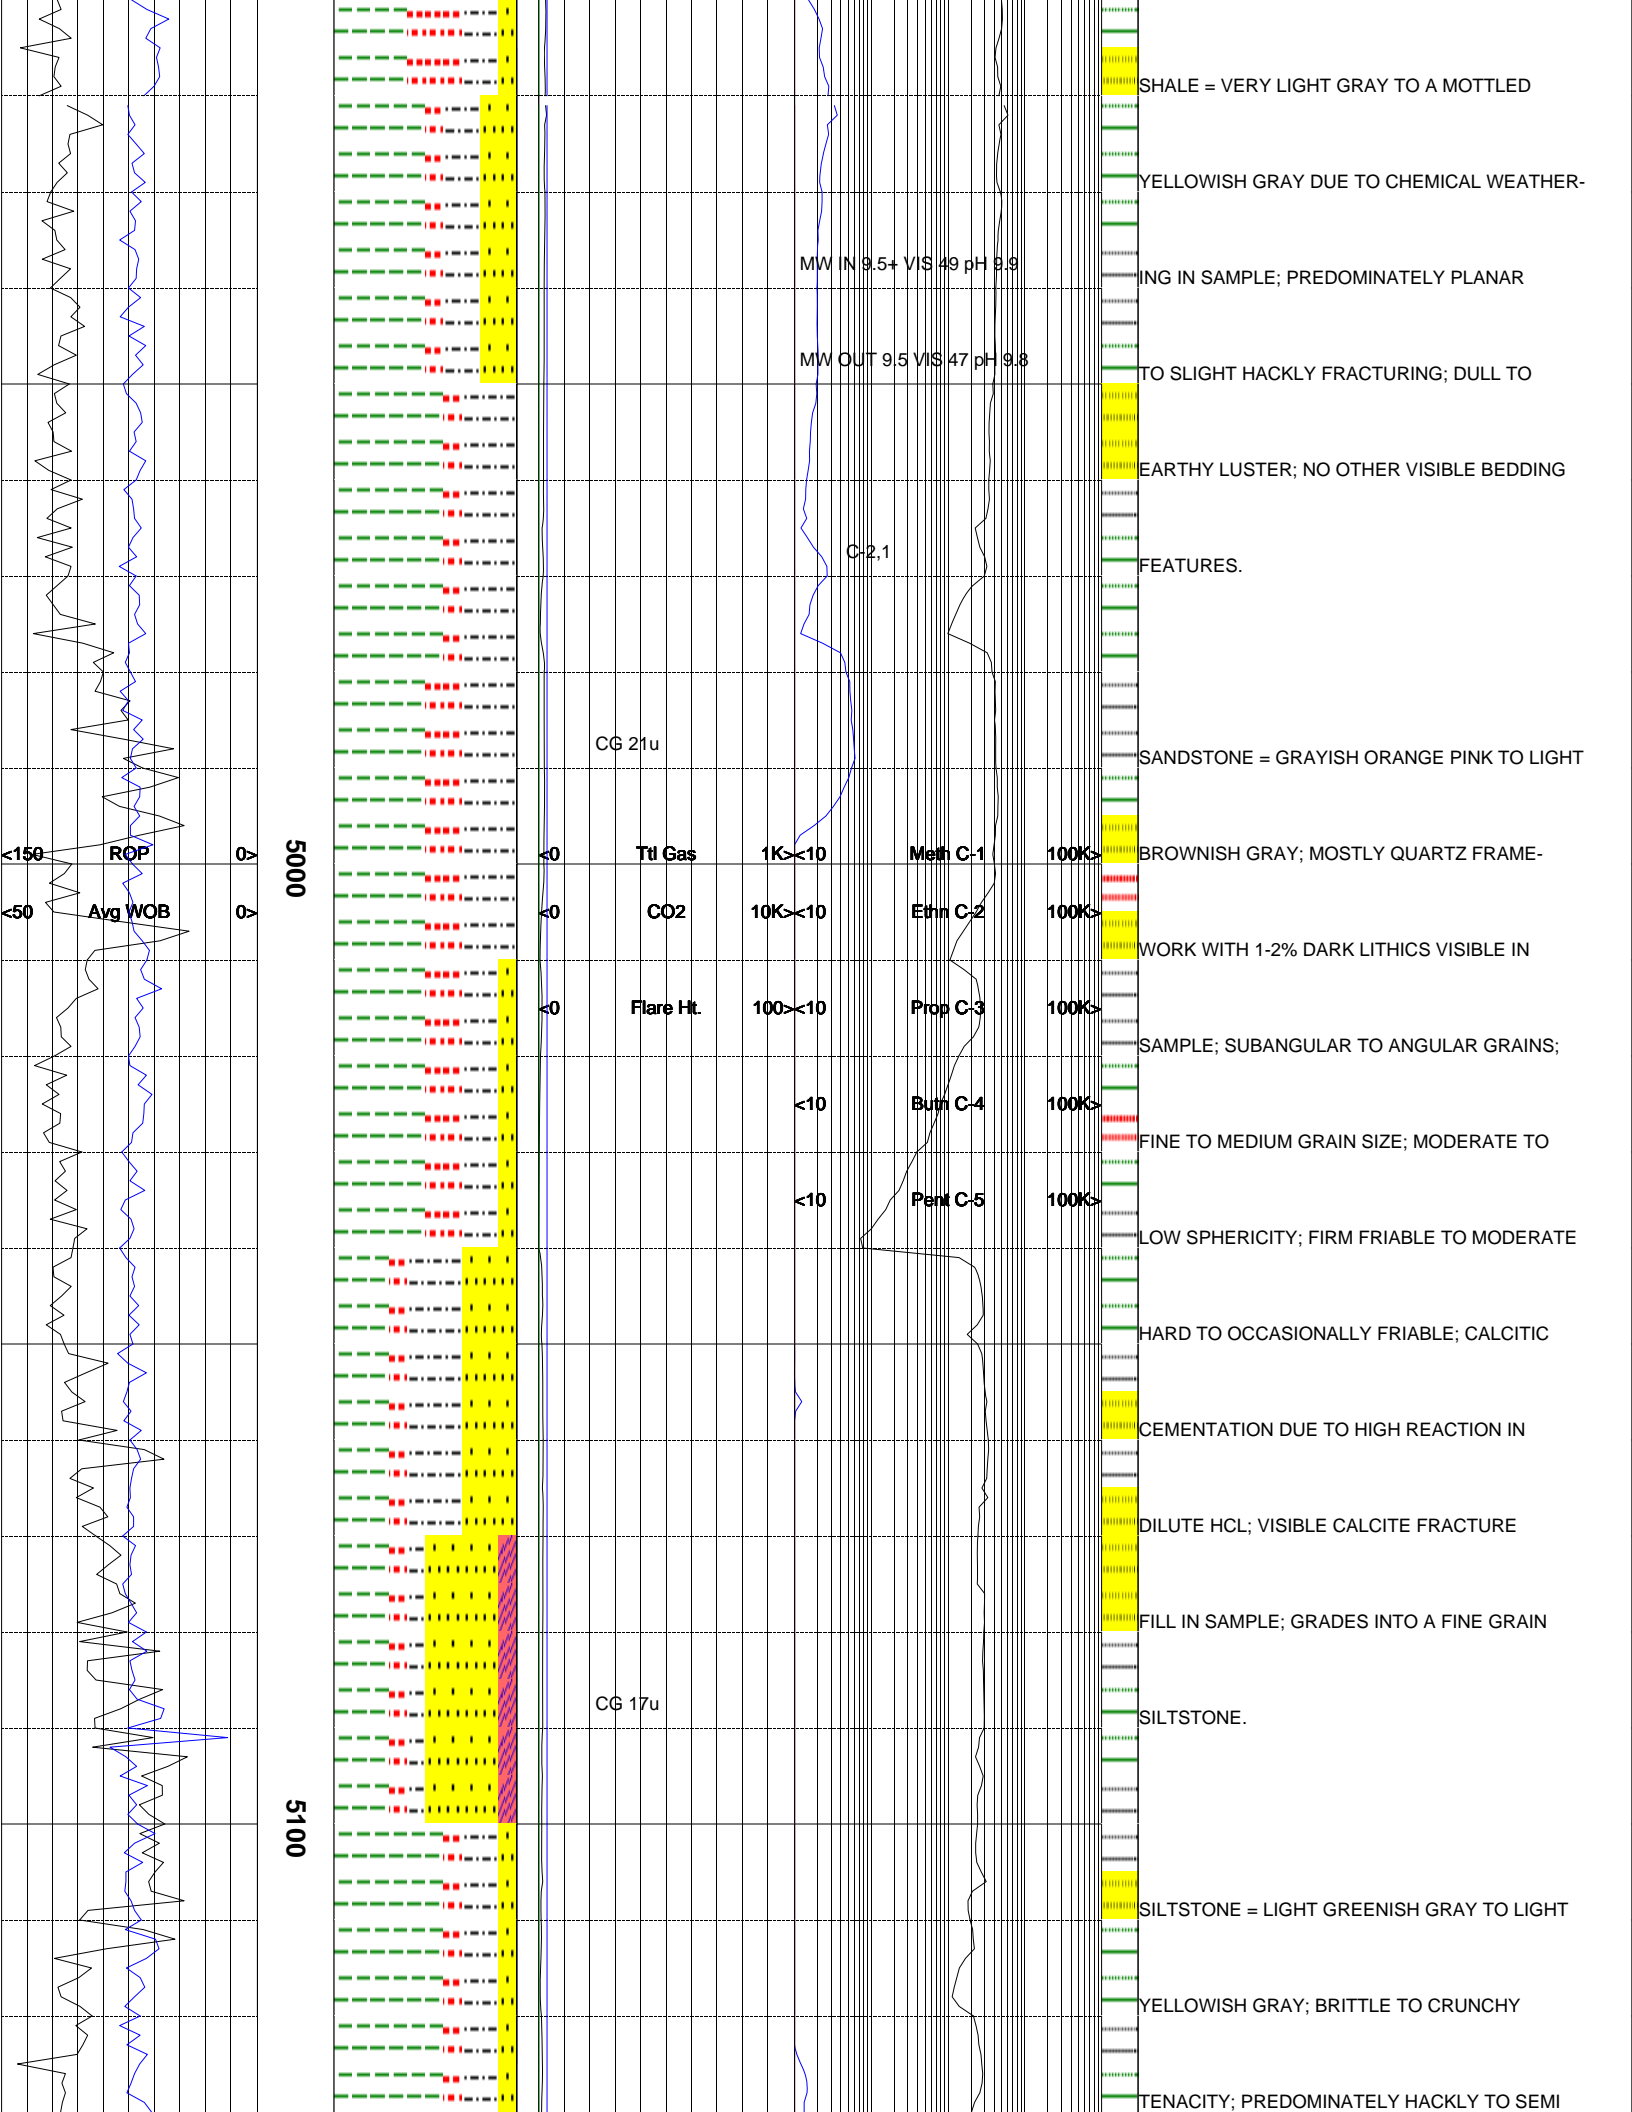 SHALE = VERY LIGHT GRAY TO A MOTTLED
YELLOWISH GRAY DUE TO CHEMICAL WEATHER-
MW IN 9.5+ VIS 49 pH 9.9
ING IN SAMPLE; PREDOMINATELY PLANAR
MW OUT 9.5 VIS 47 pH 9.8
TO SLIGHT HACKLY FRACTURING; DULL TO
EARTHY LUSTER; NO OTHER VISIBLE BEDDING
C-2,1
FEATURES.
CG 21u
SANDSTONE = GRAYISH ORANGE PINK TO LIGHT
<150 ROP 0>
5000
<0 Ttl Gas 1K>
<10 Meth C-1 100K>
BROWNISH GRAY; MOSTLY QUARTZ FRAME-
<50 Avg WOB 0>
<0 CO2 10K>
<10 Ethn C-2 100K>
WORK WITH 1-2% DARK LITHICS VISIBLE IN
<0 Flare Ht. 100>
<10 Prop C-3 100K>
SAMPLE; SUBANGULAR TO ANGULAR GRAINS;
<10 Butn C-4 100K>
FINE TO MEDIUM GRAIN SIZE; MODERATE TO
<10 Pent C-5 100K>
LOW SPHERICITY; FIRM FRIABLE TO MODERATE
HARD TO OCCASIONALLY FRIABLE; CALCITIC
CEMENTATION DUE TO HIGH REACTION IN
DILUTE HCL; VISIBLE CALCITE FRACTURE
FILL IN SAMPLE; GRADES INTO A FINE GRAIN
CG 17u
SILTSTONE.
5100
SILTSTONE = LIGHT GREENISH GRAY TO LIGHT
YELLOWISH GRAY; BRITTLE TO CRUNCHY
TENACITY; PREDOMINATELY HACKLY TO SEMI